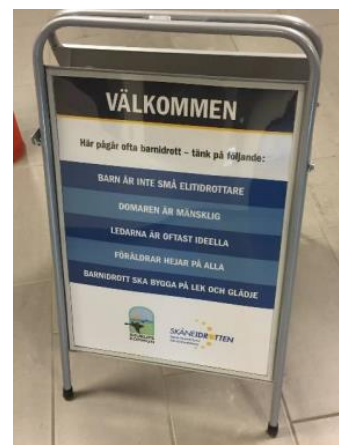 VÄLKOMMEN
Här pågår ofta barnidrott – tänk på följande:
BARN ÄR INTE SMÅ ELITIDROTTARE
DOMAREN ÄR MÄNSKLIG
LEDARNA ÄR OFTAST IDEELLA
FÖRÄLDRAR HEJAR PÅ ALLA
BARNIDROTT SKA BYGGA PÅ LEK OCH GLÄDJE
KOMMUN
SKÅNEIDROTTEN